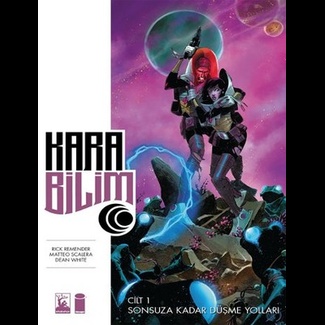 KARA
BiLiM
RICK REMENDER
MATTEO SCALERA
DEAN WHITE
CİLT 1
SONSUZA KADAR DÜŞME YOLLARI